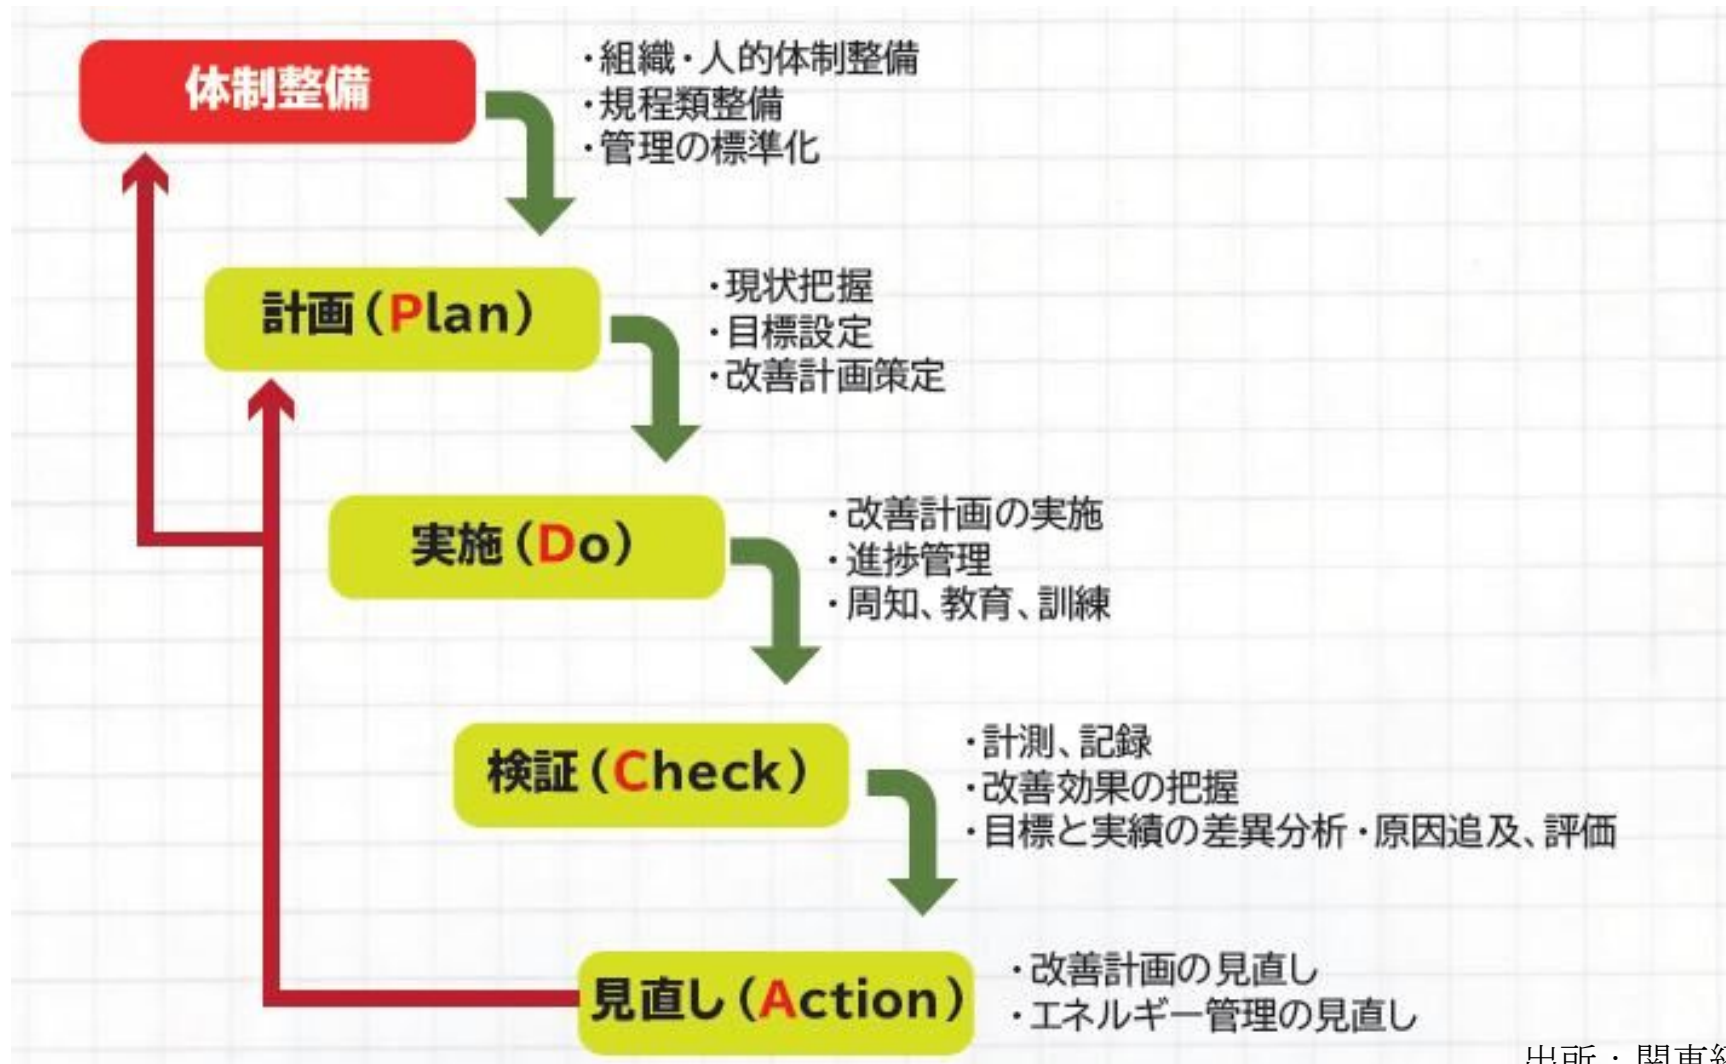 体制整備
・組織・人的体制整備
・規程類整備
・管理の標準化
計画(Plan)
・現状把握
・目標設定
・改善計画策定
実施(Do)
・改善計画の実施
・進捗管理
・周知、教育、訓練
検証(Check)
・計測、記録
・改善効果の把握
・目標と実績の差異分析・原因追及、評価
見直し(Action)
・改善計画の見直し
・エネルギー管理の見直し
出所：関東